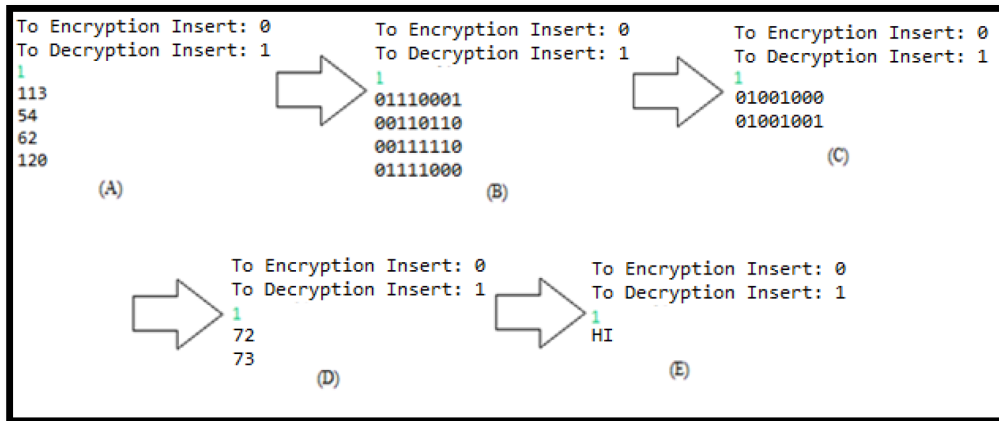 To Encryption Insert: 0
To Decryption Insert: 1
1
113
54
62
120
(A)
To Encryption Insert: 0
To Decryption Insert: 1
1
01110001
00110110
00111110
01111000
(B)
To Encryption Insert: 0
To Decryption Insert: 1
1
01001000
01001001
(C)
To Encryption Insert: 0
To Decryption Insert: 1
1
72
73
(D)
To Encryption Insert: 0
To Decryption Insert: 1
1
HI
(E)